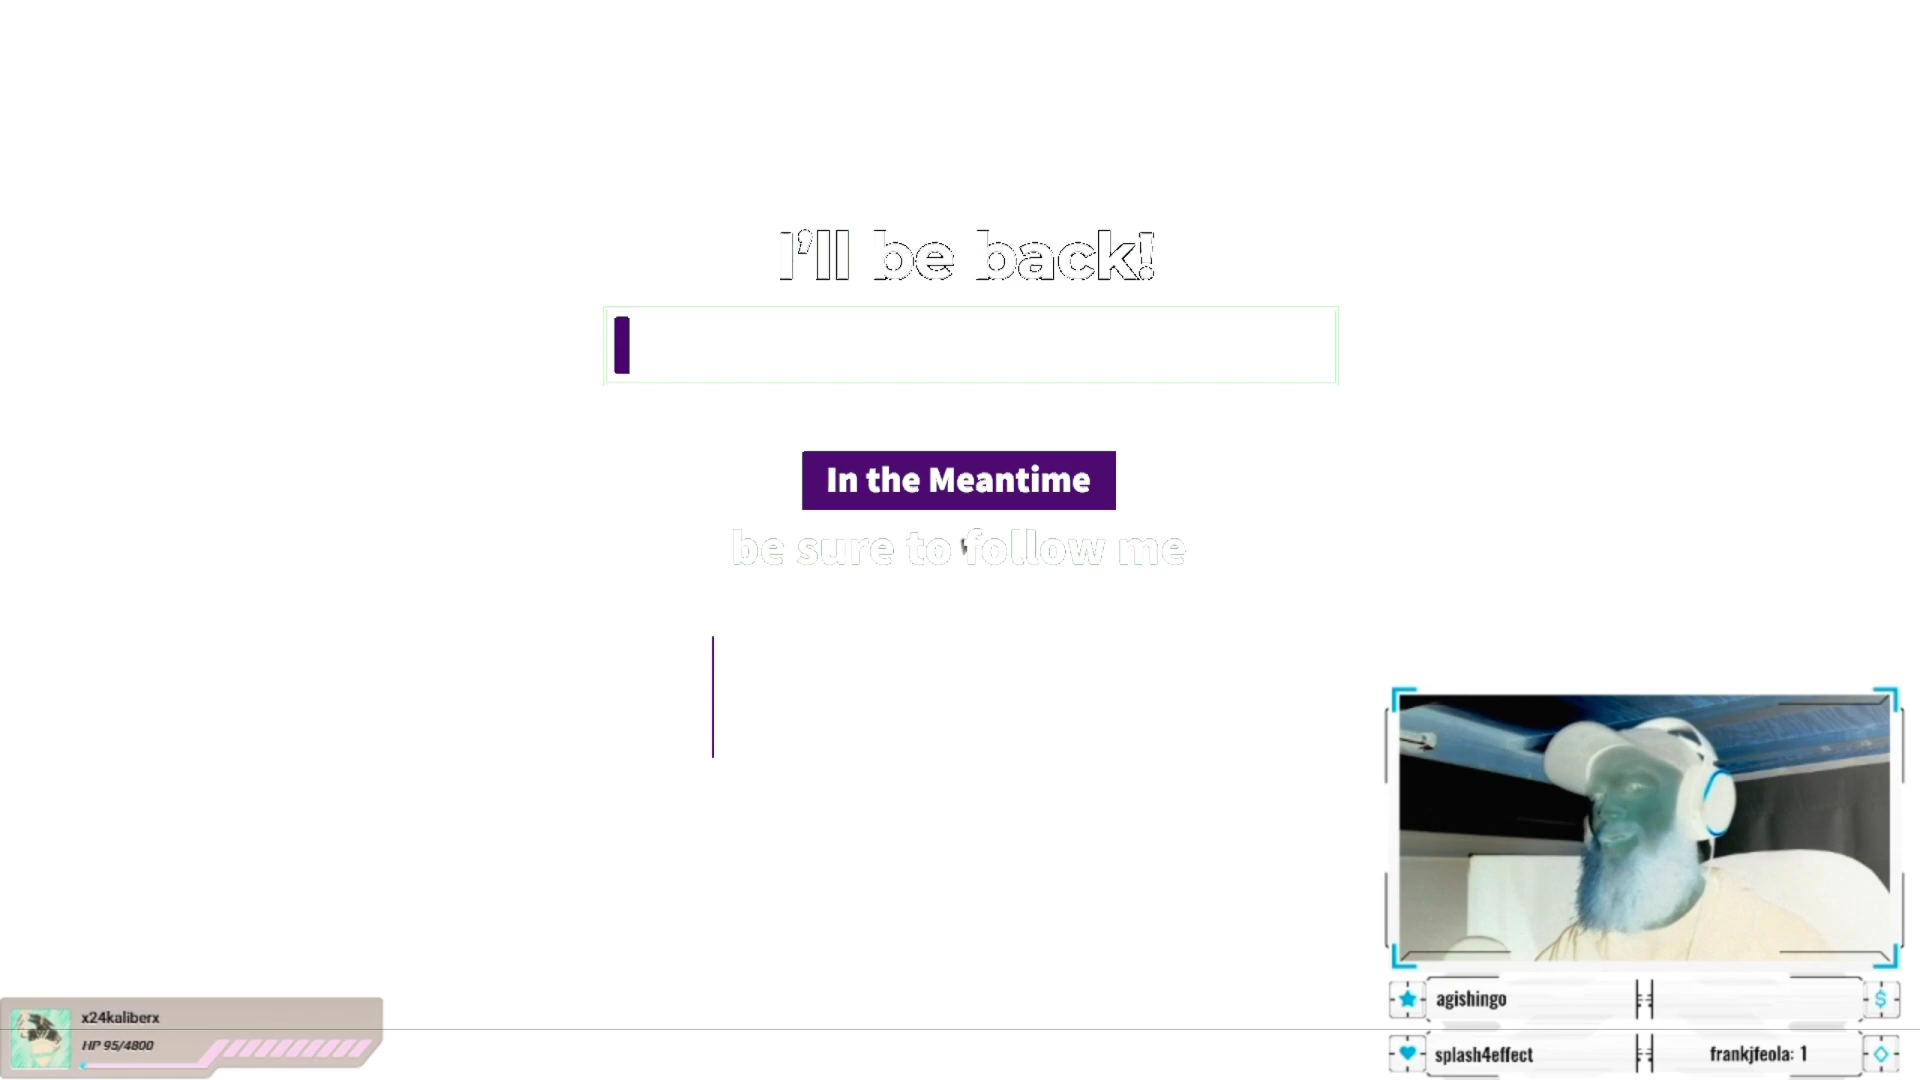 I'll be back!
In the Meantime
be sure to follow me
x24kaliberx
HP 95/4800
agishingo
$
splash4effect
frankjfeola: 1